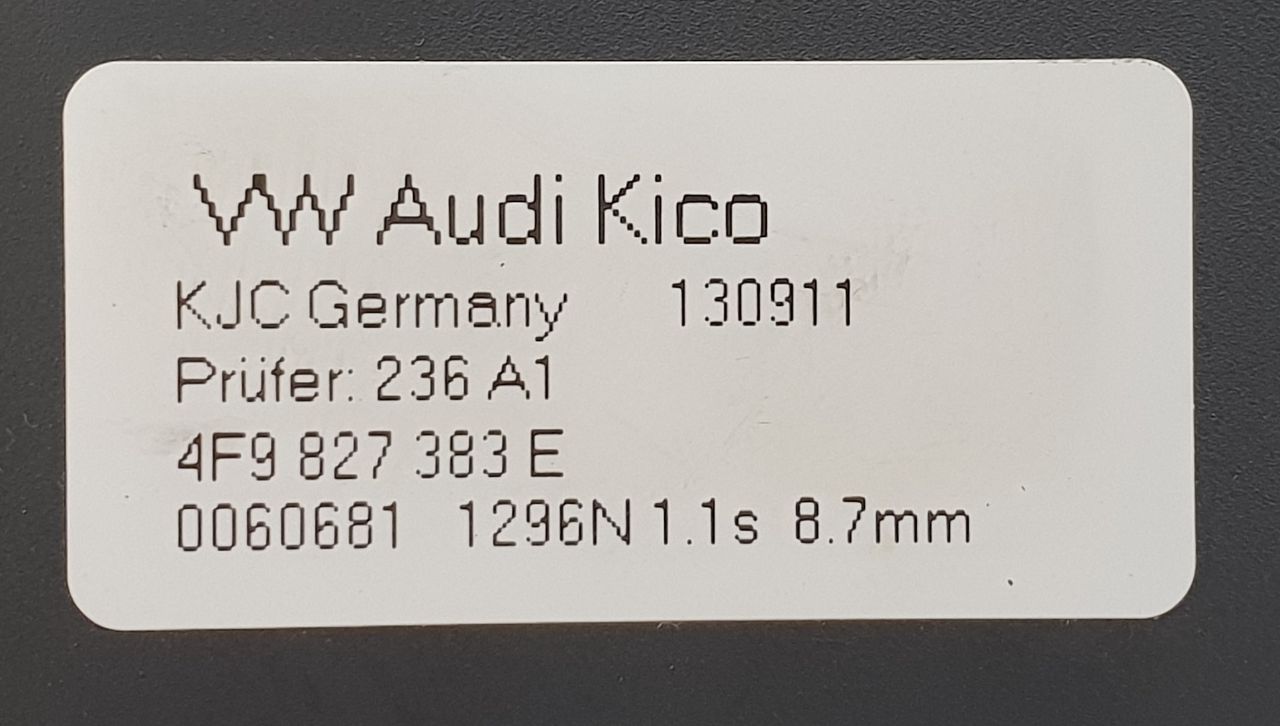 VW Audi Kico
KJC Germany 130911
Prüfer: 236 A1
4F9 827 383 E
0060681 1296N 1.1s 8.7mm